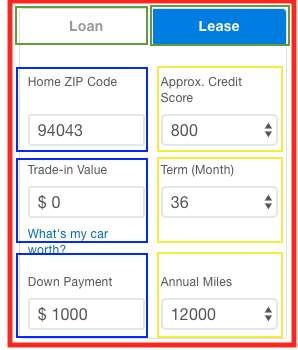 Loan Lease
Home ZIP Code
Approx. Credit
Score
94043
800
Trade-in Value
Term (Month)
$ 0
36
What's my car
worth?
Down Payment
Annual Miles
$ 1000
12000